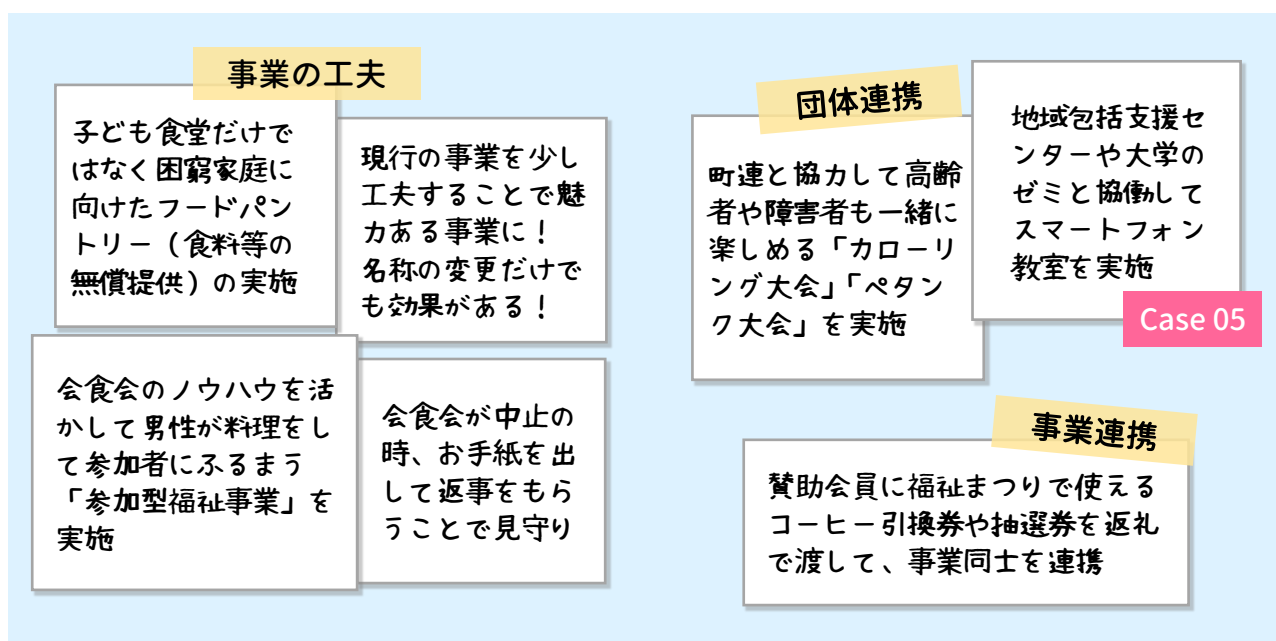 事業の工夫
子ども食堂だけで
はなく困窮家庭に
向けたフードパン
トリー（食料等の
無償提供）の実施
現行の事業を少し
工夫することで魅
力ある事業に！
名称の変更だけで
も効果がある！
会食会のノウハウを活
かして男性が料理をし
て参加者にふるまう
「参加型福祉事業」を
実施
会食会が中止の
時、お手紙を出
して返事をもら
うことで見守り
団体連携
町連と協力して高齢
者や障害者も一緒に
楽しめる「カローリ
ング大会」「ペタン
ク大会」を実施
地域包括支援セ
ンターや大学の
ゼミと協働して
スマートフォン
教室を実施
Case 05
事業連携
賛助会員に福祉まつりで使える
コーヒー引換券や抽選券を返礼
で渡して、事業同士を連携